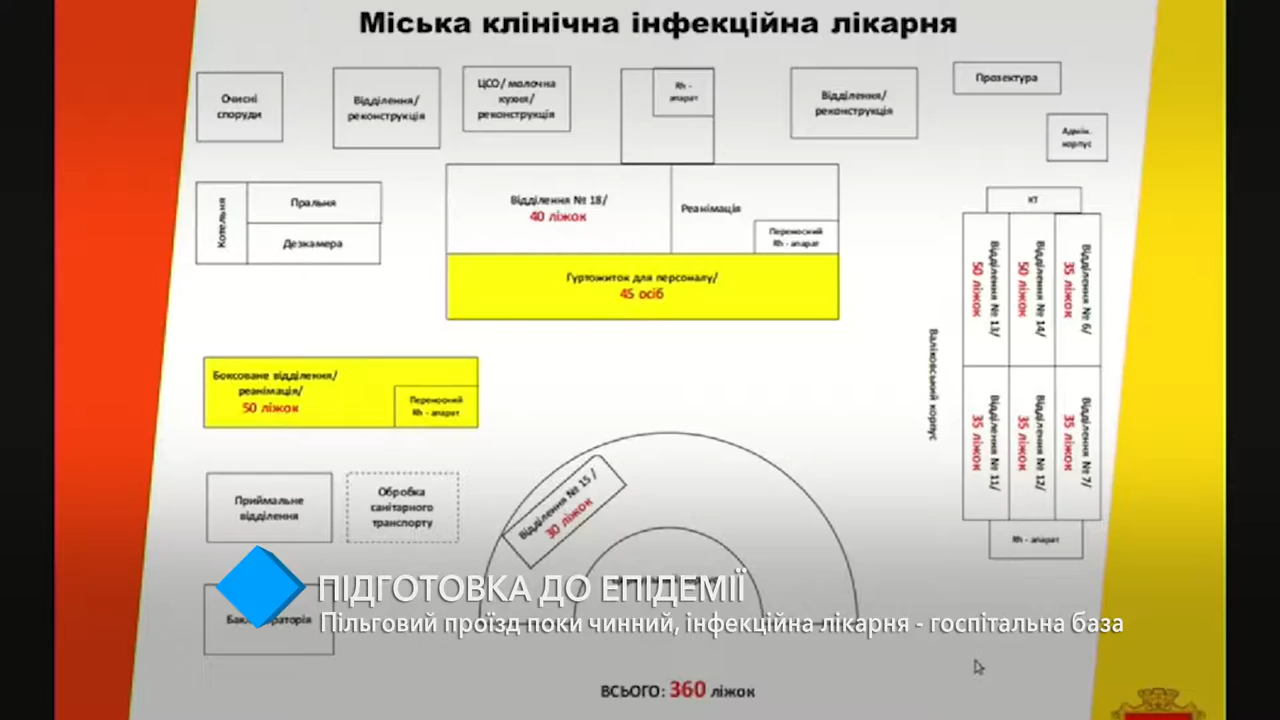 Міська клінічна інфекційна лікарня
Очисні
споруди
Відділення/
реконструкція
ЦСО/ молочна
кухня/
реконструкція
Rh -
апарат
Відділення/
реконструкція
Прозектура
Адмін.
корпус
Котельня
Пральня
Дезкамера
Відділення № 18/
40 ліжок
Реанімація
Переносний
Rh - апарат
Гуртожиток для персоналу/
45 осіб
КТ
Відділення № 13/
50 ліжок
Відділення № 14/
50 ліжок
Відділення № 6/
35 ліжок
Валіковський корпус
Відділення № 11/
35 ліжок
Відділення № 12/
35 ліжок
Відділення № 7/
35 ліжок
Rh - апарат
Боксоване відділення/
реанімація/
50 ліжок
Переносний
Rh - апарат
Приймальне
відділення
Обробка
санітарного
транспорту
Відділення № 15 /
30 ліжок
ПІДГОТОВКА ДО ЕПІДЕМІЇ
Пільговий проїзд поки чинний, інфекційна лікарня - госпітальна база
ВСЬОГО: 360 ліжок